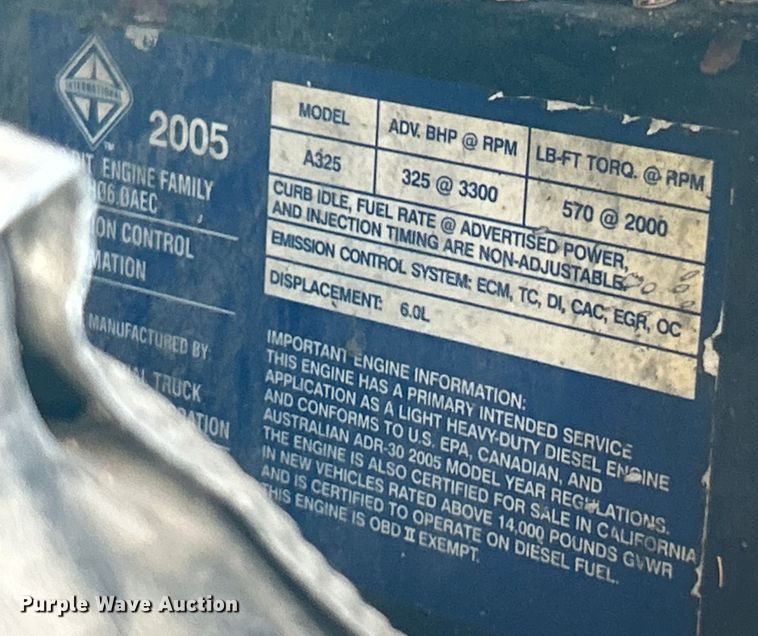 INTERNATIONAL
2005
ENGINE FAMILY
06.0AEC
ON CONTROL
MATION
MANUFACTURED BY:
TRUCK
MODEL ADV. BHP @ RPM LB-FT TORQ. @ RPM
A325 325 @ 3300 570 @ 2000
CURB IDLE, FUEL RATE @ ADVERTISED POWER,
AND INJECTION TIMING ARE NON-ADJUSTABLE.
EMISSION CONTROL SYSTEM: ECM, TC, DI, CAC, EGR, OC
DISPLACEMENT: 6.0L
IMPORTANT ENGINE INFORMATION:
THIS ENGINE HAS A PRIMARY INTENDED SERVICE
APPLICATION AS A LIGHT HEAVY-DUTY DIESEL ENGINE
AND CONFORMS TO U.S. EPA, CANADIAN, AND
AUSTRALIAN ADR-30 2005 MODEL YEAR REGULATIONS.
THE ENGINE IS ALSO CERTIFIED FOR SALE IN CALIFORNIA
IN NEW VEHICLES RATED ABOVE 14,000 POUNDS GVWR
AND IS CERTIFIED TO OPERATE ON DIESEL FUEL.
THIS ENGINE IS OBD II EXEMPT.
Purple Wave Auction